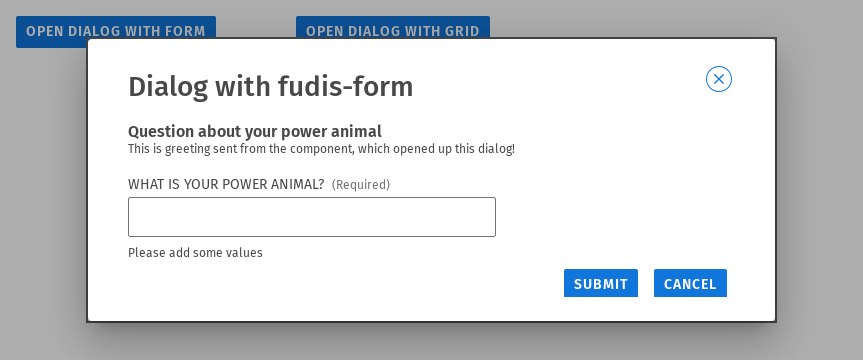 OPEN DIALOG WITH FORM
OPEN DIALOG WITH GRID
Dialog with fudis-form
Question about your power animal
This is greeting sent from the component, which opened up this dialog!
WHAT IS YOUR POWER ANIMAL? (Required)
Please add some values
SUBMIT
CANCEL